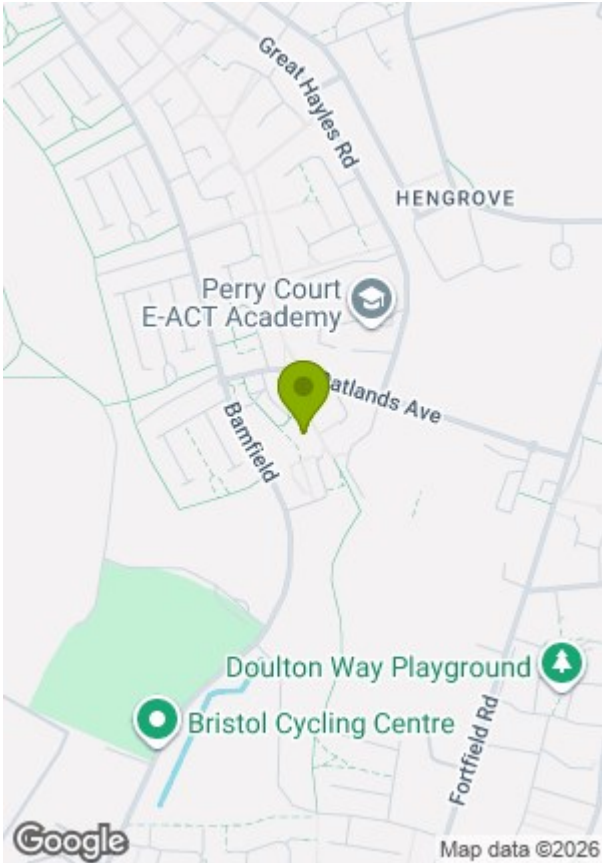 Great Hayles Rd
HENGROVE
Perry Court
E-ACT Academy
Ave
Bamfield
Doulton Way Playground
Bristol Cycling Centre
Fortfield Rd
Google
Map data ©2026